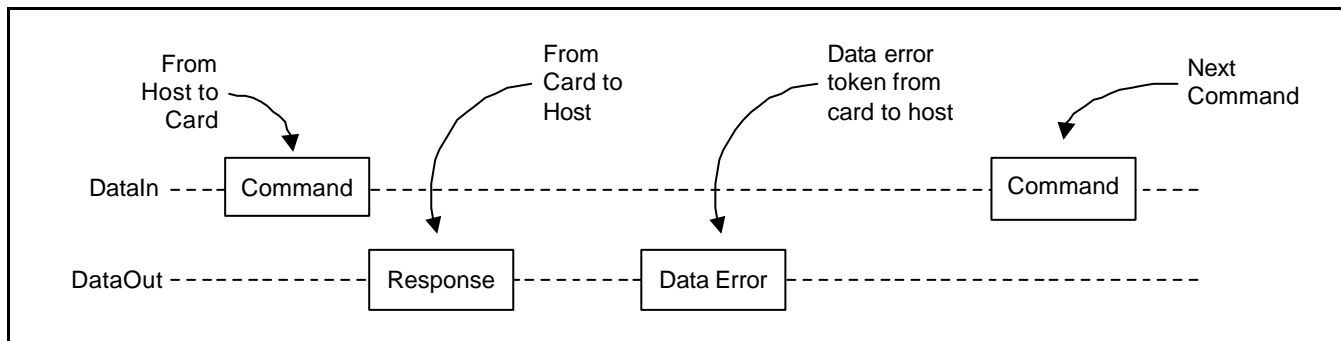 From
Host to
Card
From
Card to
Host
Data error
token from
card to host
Next
Command
DataIn
Command
Command
DataOut
Response
Data Error